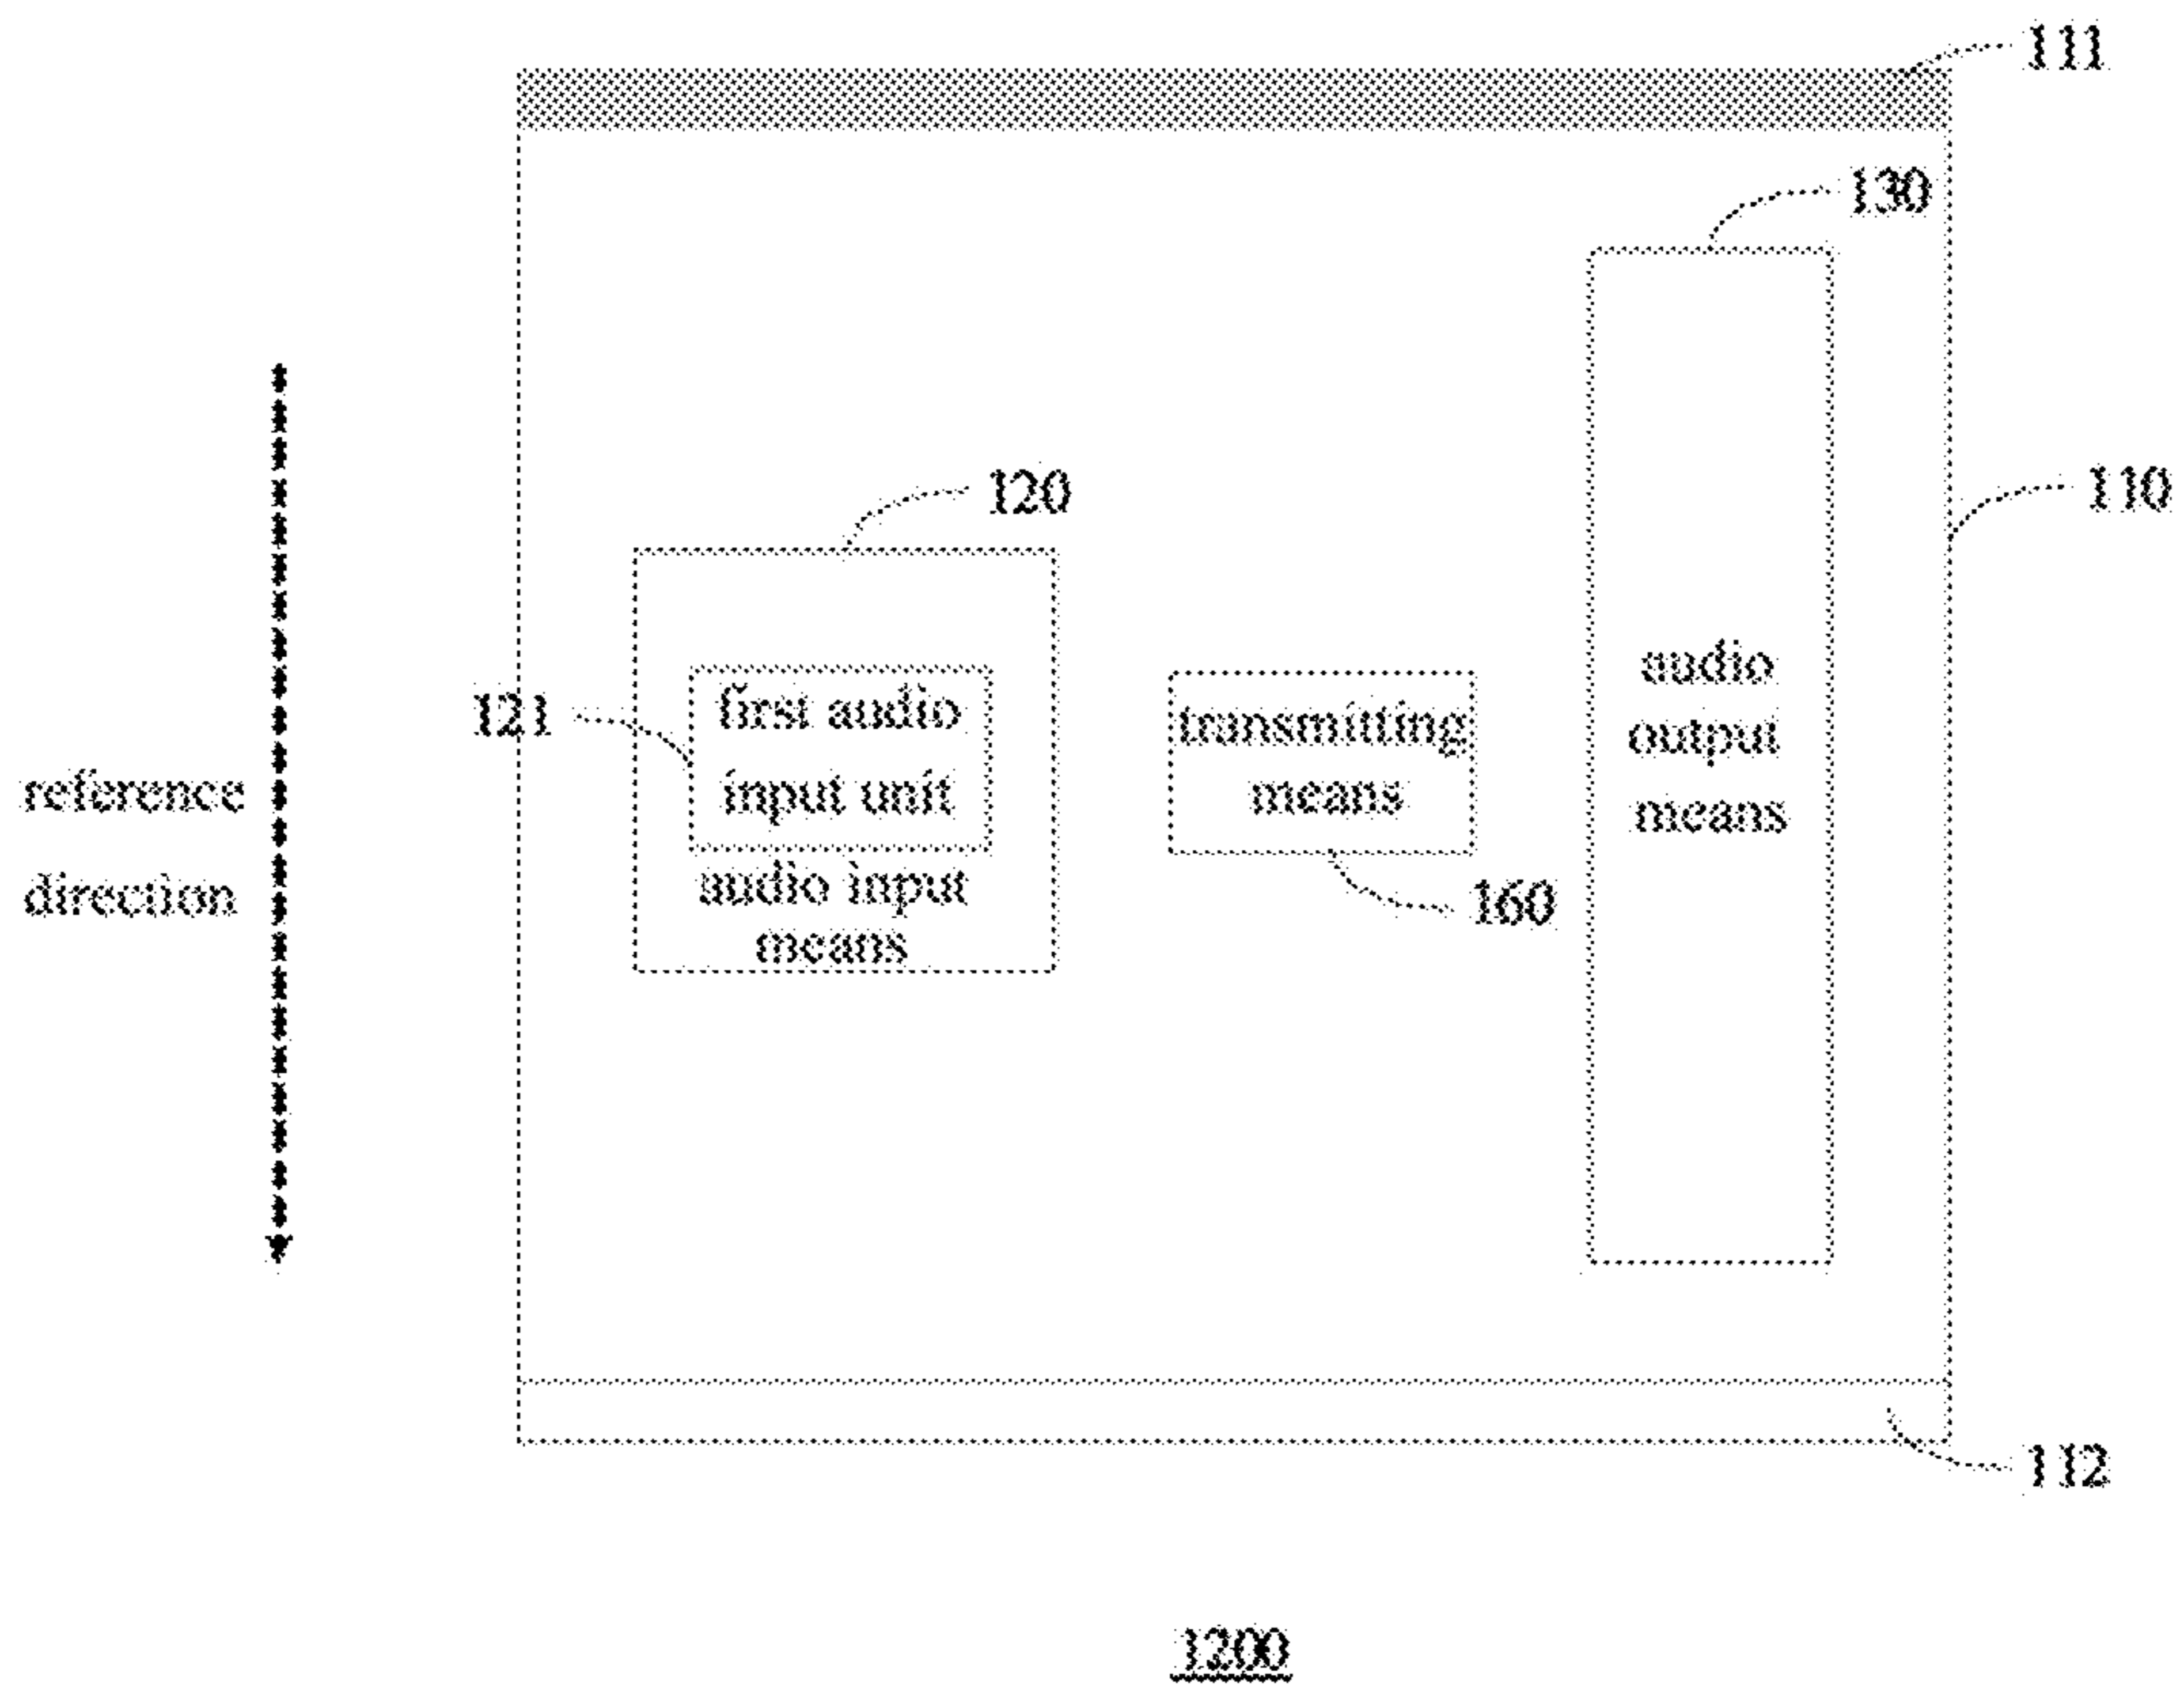 111
130
120
110
121
first audio
input unit
audio input
means
transmitting
means
160
audio
output
means
reference
direction
112
1200